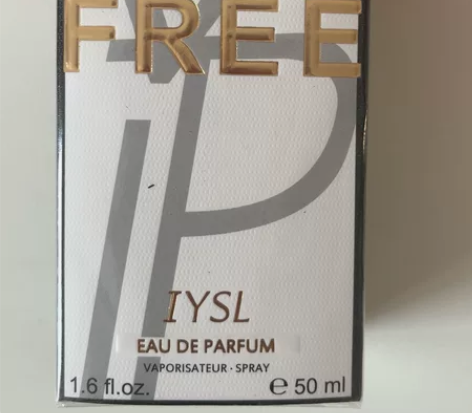 FREE
IYSL
EAU DE PARFUM
VAPORISATEUR · SPRAY
1.6 fl.oz. ℮ 50 ml